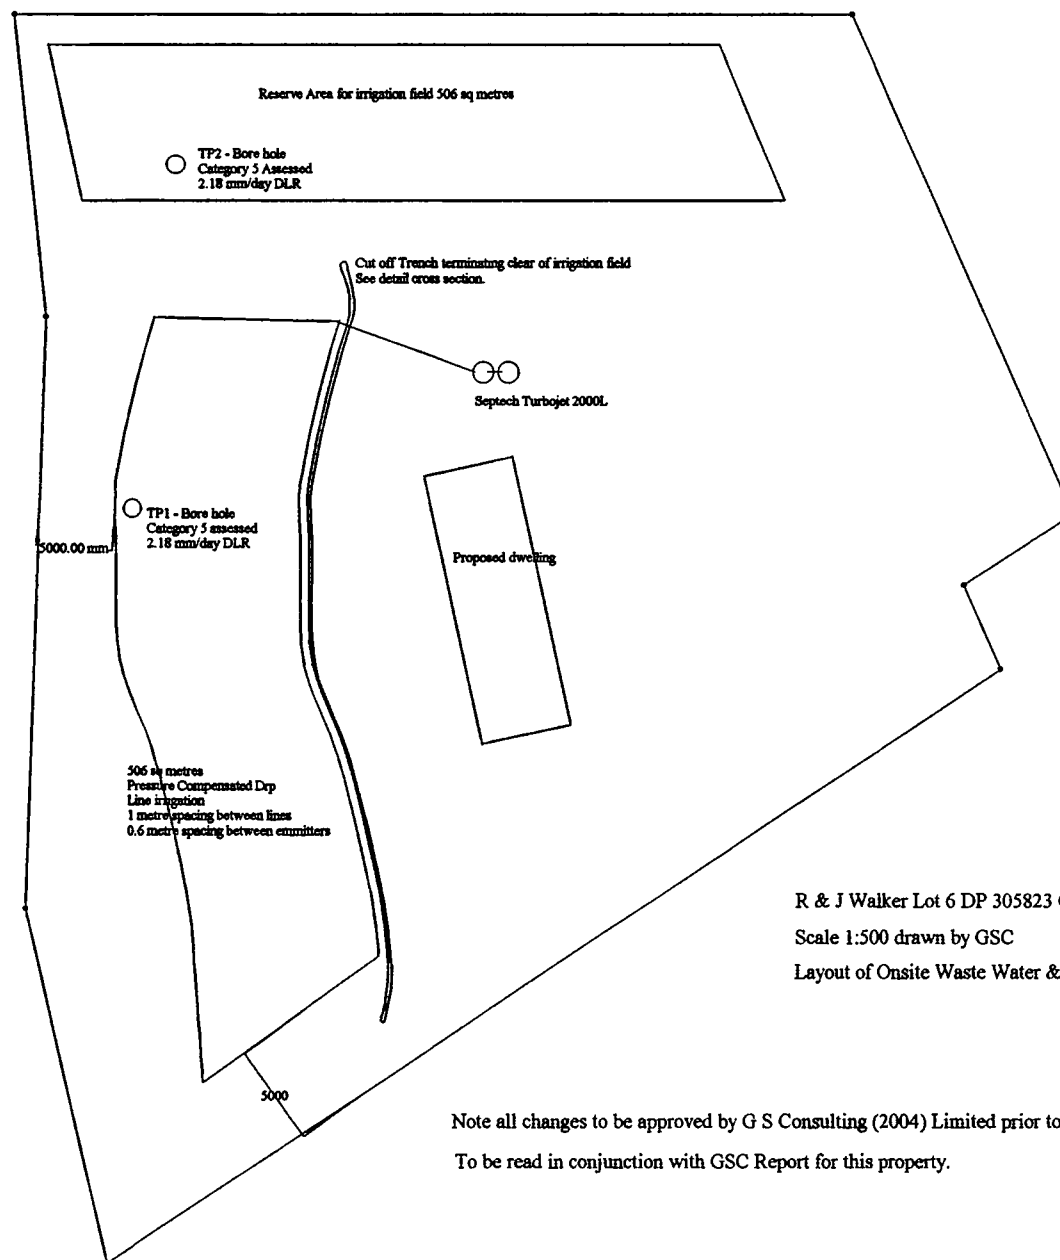 Reserve Area for irrigation field 506 sq metres
TP2 - Bore hole
Category 5 Assessed
2.18 mm/day DLR
Cut off Trench terminating clear of irrigation field
See detail cross section.
Septech Turbojet 2000L
TP1 - Bore hole
Category 5 assessed
2.18 mm/day DLR
5000.00 mm
Proposed dwelling
506 sq metres
Pressure Compensated Drp
Line irrigation
1 metre spacing between lines
0.6 metre spacing between emmitters
R & J Walker Lot 6 DP 305823
Scale 1:500 drawn by GSC
Layout of Onsite Waste Water &
5000
Note all changes to be approved by G S Consulting (2004) Limited prior to
To be read in conjunction with GSC Report for this property.